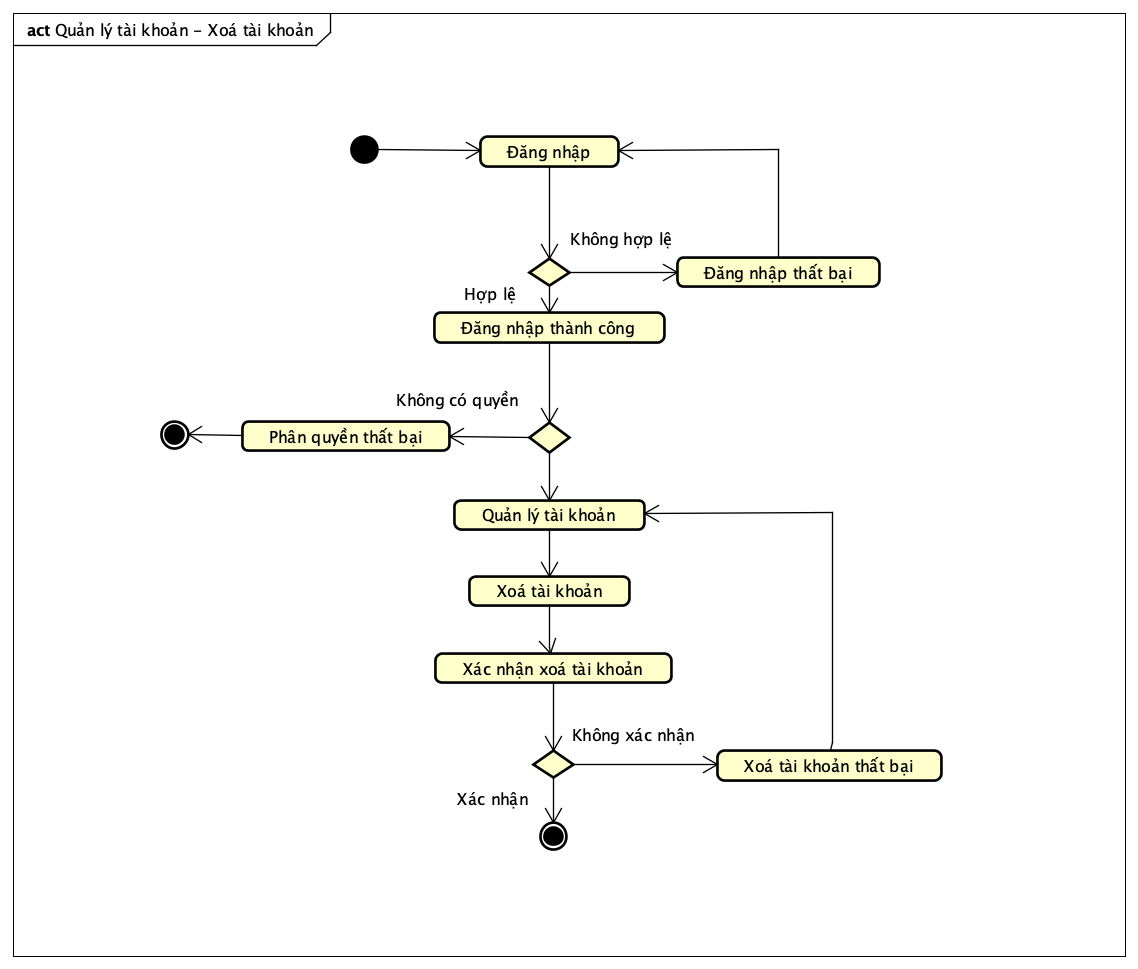 act Quản lý tài khoản – Xoá tài khoản
Đăng nhập
Không hợp lệ
Đăng nhập thất bại
Hợp lệ
Đăng nhập thành công
Không có quyền
Phân quyền thất bại
Quản lý tài khoản
Xoá tài khoản
Xác nhận xoá tài khoản
Không xác nhận
Xoá tài khoản thất bại
Xác nhận